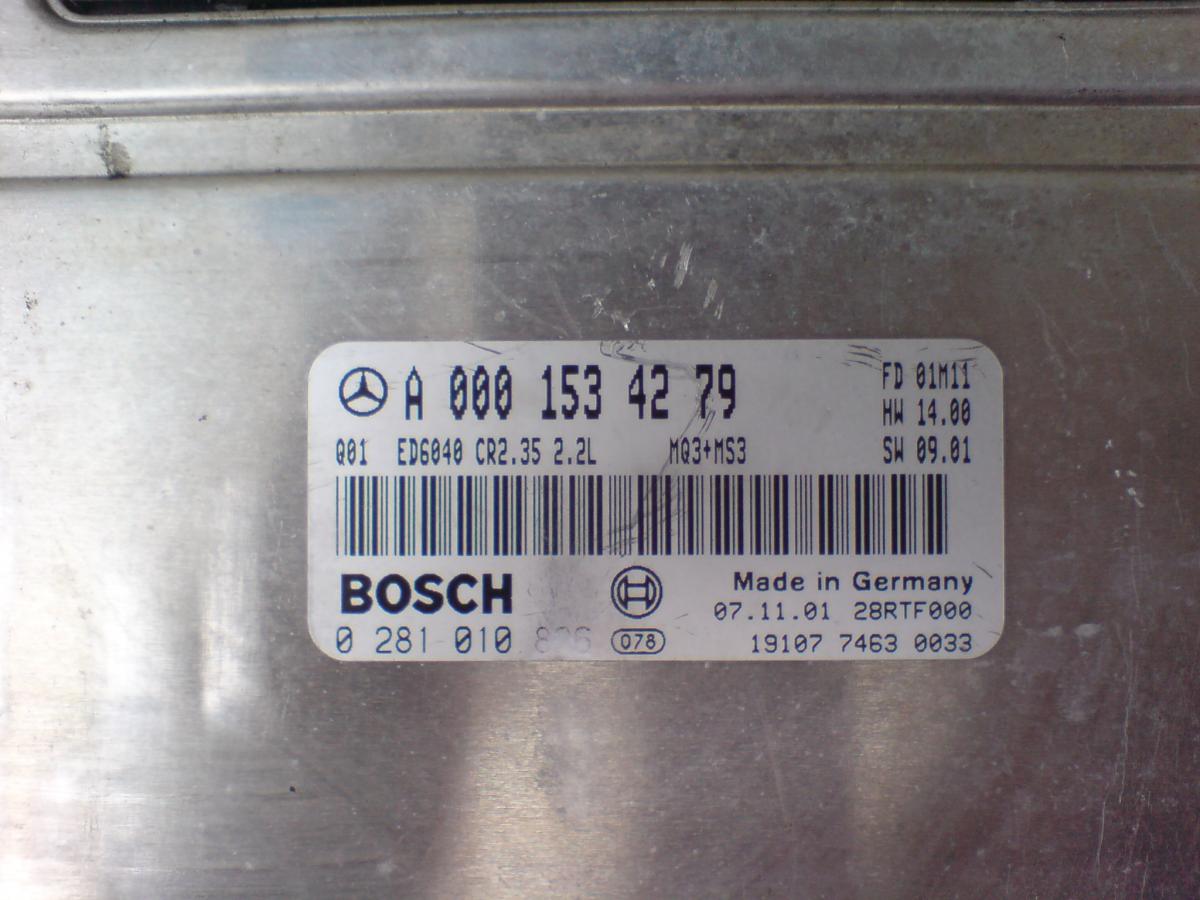 A 000 153 42 79
FD 01M11
HW 14.00
Q01 ED6040 CR2.35 2.2L MQ3+MS3 SW 09.01
BOSCH
Made in Germany
07.11.01 28RTF000
0 281 010 078 19107 7463 0033